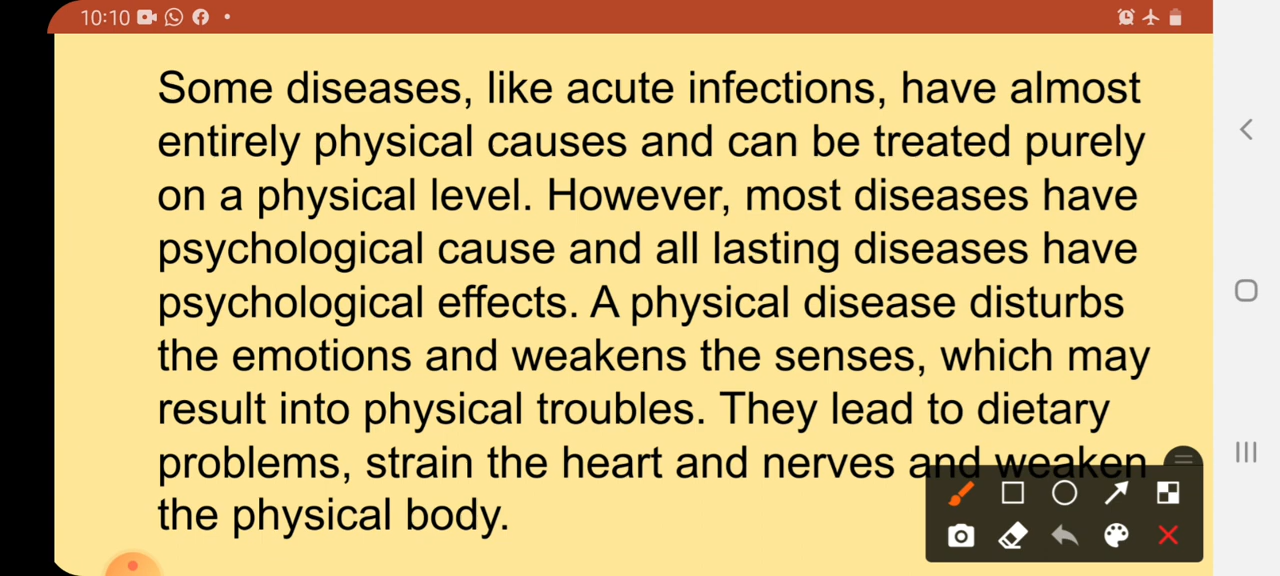 10:10
Some diseases, like acute infections, have almost
entirely physical causes and can be treated purely
on a physical level. However, most diseases have
psychological cause and all lasting diseases have
psychological effects. A physical disease disturbs
the emotions and weakens the senses, which may
result into physical troubles. They lead to dietary
problems, strain the heart and nerves and weaken
the physical body.